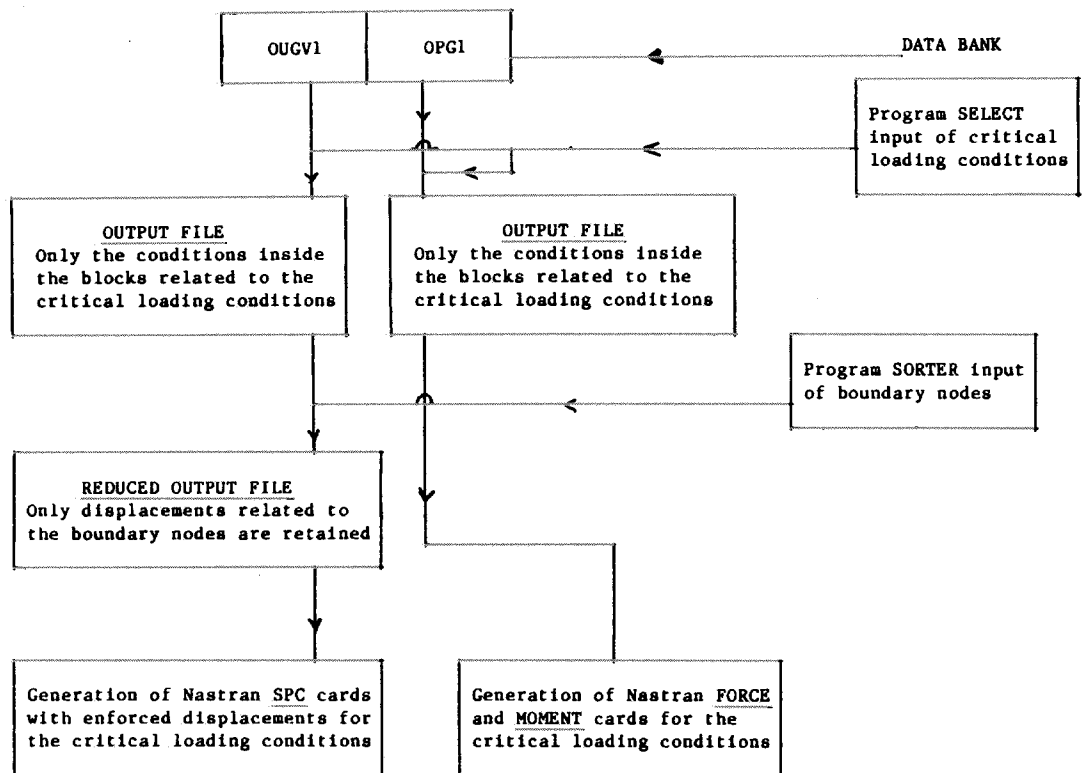 OUGV1
OPG1
DATA BANK
Program SELECT
input of critical
loading conditions
OUTPUT FILE
Only the conditions inside
the blocks related to the
critical loading conditions
OUTPUT FILE
Only the conditions inside
the blocks related to the
critical loading conditions
Program SORTER input
of boundary nodes
REDUCED OUTPUT FILE
Only displacements related to
the boundary nodes are retained
Generation of Nastran SPC cards
with enforced displacements for
the critical loading conditions
Generation of Nastran FORCE
and MOMENT cards for the
critical loading conditions